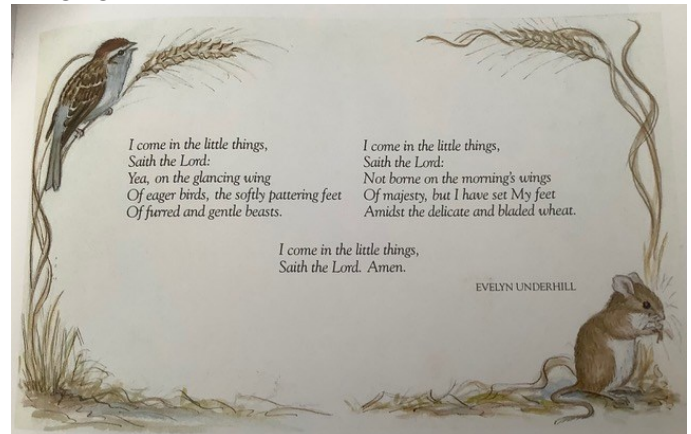 I come in the little things,
Saith the Lord:
Yea, on the glancing wing
Of eager birds, the softly pattering feet
Of furred and gentle beasts.
I come in the little things,
Saith the Lord:
Not borne on the morning's wings
Of majesty, but I have set My feet
Amidst the delicate and bladed wheat.
I come in the little things,
Saith the Lord. Amen.
EVELYN UNDERHILL